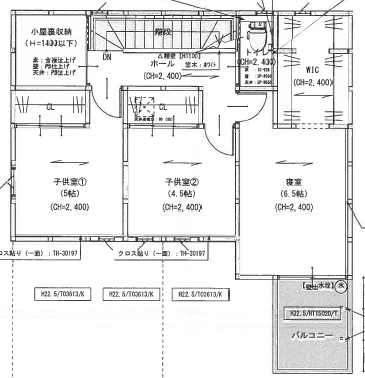 小屋裏収納
(H=1400以下)
床：合板仕上げ
壁：PB仕上げ
天井：PB仕上げ
階段
DN
ホール
(CH=2,400)
(CH=2,400)
WIC
(CH=2,400)
CL
CL
子供室①
(5帖)
(CH=2,400)
子供室②
(4.5帖)
(CH=2,400)
寝室
(6.5帖)
(CH=2,400)
ロス貼り(一面)：TH-30197
クロス貼り(一面)：TH-30197
H22.5/T03613/K
H22.5/T03613/K
H22.5/T03613/K
H22.5/HT15020/T
バルコニー